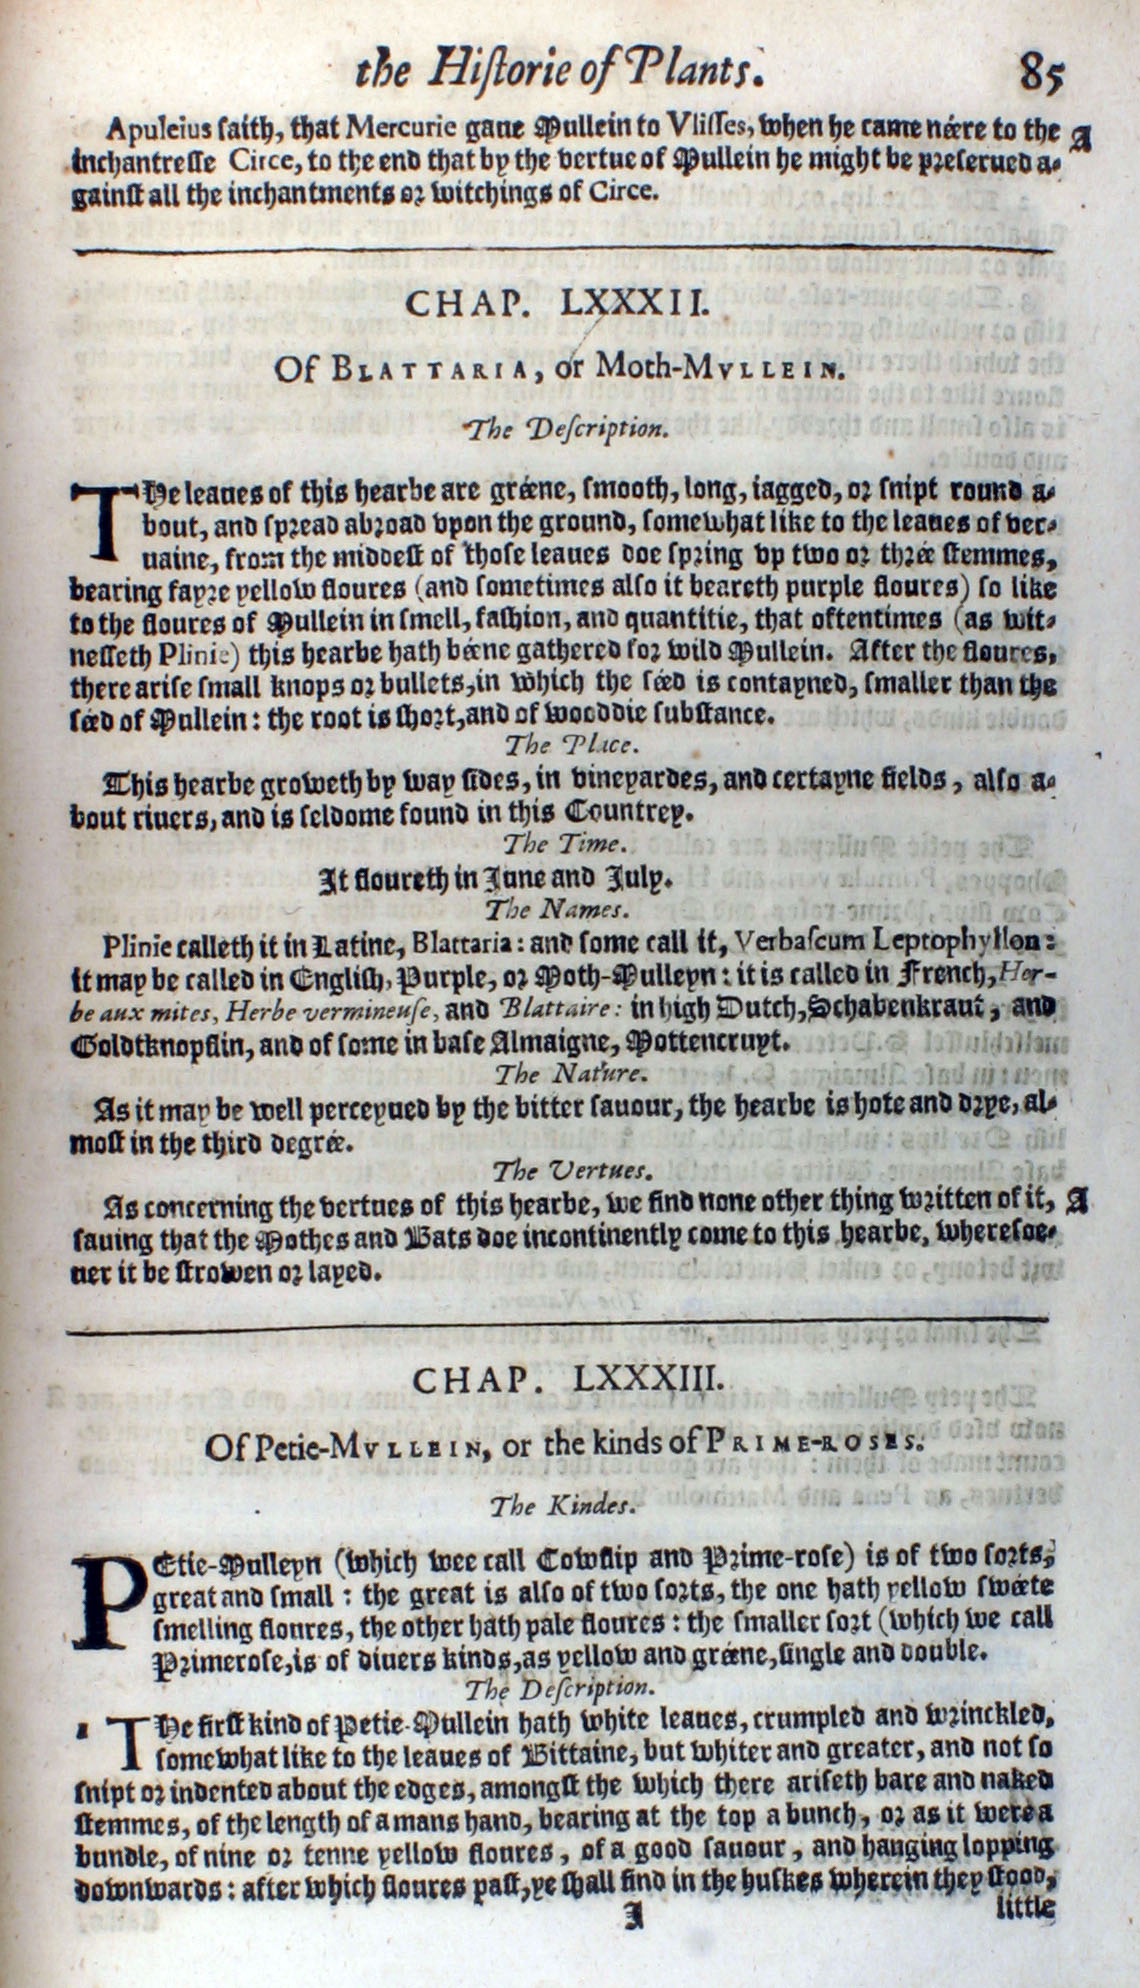 the Hiſtorie of Plants. 85
Apuleius ſaith, that Mercurie gaue Mullein to Vliſſes, when he came néere to the A
inchantreſſe Circe, to the end that by the vertue of Mullein he might be preſerued a-
gainſt all the inchantments or witchings of Circe.
CHAP. LXXXII.
Of BLATTARIA, or Moth-MVLLEIN.
The Deſcription.
THe leaues of this hearbe are gréene, ſmooth, long, iagged, or ſnipt round a-
bout, and ſpread abroad vpon the ground, ſomewhat like to the leaues of ver-
uaine, from the middeſt of thoſe leaues doe ſpring vp two or thrée ſtemmes,
bearing fayre yellow floures (and ſometimes alſo it beareth purple floures) ſo like
to the floures of Mullein in ſmell, faſhion, and quantitie, that oftentimes (as wit-
neſſeth Plinie) this hearbe hath béene gathered for wild Mullein. After the floures,
there ariſe ſmall knops or bullets, in which the ſéed is contayned, ſmaller than the
ſéed of Mullein: the root is ſhort, and of wooddie ſubſtance.
The Place.
This hearbe groweth by way ſides, in vineyardes, and certayne fields, alſo a-
bout riuers, and is ſeldome found in this Countrey.
The Time.
It floureth in June and July.
The Names.
Plinie calleth it in Latine, Blattaria: and ſome call it, Verbaſcum Leptophyllon:
it may be called in Engliſh, Purple, or Moth-Mulleyn: it is called in French, Her-
be aux mites, Herbe vermineuſe, and Blattaire: in high Dutch, Schabenkraut, and
Goldtknopflin, and of ſome in baſe Almaigne, Mottencruyt.
The Nature.
As it may be well perceyued by the bitter ſauour, the hearbe is hote and drye, al-
moſt in the third degrée.
The Vertues.
As concerning the vertues of this hearbe, we find none other thing written of it, A
ſauing that the Mothes and Bats doe incontinently come to this hearbe, whereſoe-
uer it be ſtrowen or layed.
CHAP. LXXXIII.
Of Petie-MVLLEIN, or the kinds of PRIME-ROSES.
The Kindes.
PEtie-Mulleyn (which wee call Cowſlip and Prime-roſe) is of two ſorts,
great and ſmall: the great is alſo of two ſorts, the one hath yellow ſwéete
ſmelling floures, the other hath pale floures: the ſmaller ſort (which we call
Primeroſe, is of diuers kinds, as yellow and gréene, ſingle and double.
The Deſcription.
1 THe firſt kind of Petie-Mullein hath white leaues, crumpled and wrinckled,
ſomewhat like to the leaues of Bittaine, but whiter and greater, and not ſo
ſnipt or indented about the edges, amongſt the which there ariſeth bare and naked
ſtemmes, of the length of a mans hand, bearing at the top a bunch, or as it were a
bundle, of nine or tenne yellow floures, of a good ſauour, and hanging lopping
downwards: after which floures paſt, ye ſhall find in the huſkes wherein they ſtood,
I little